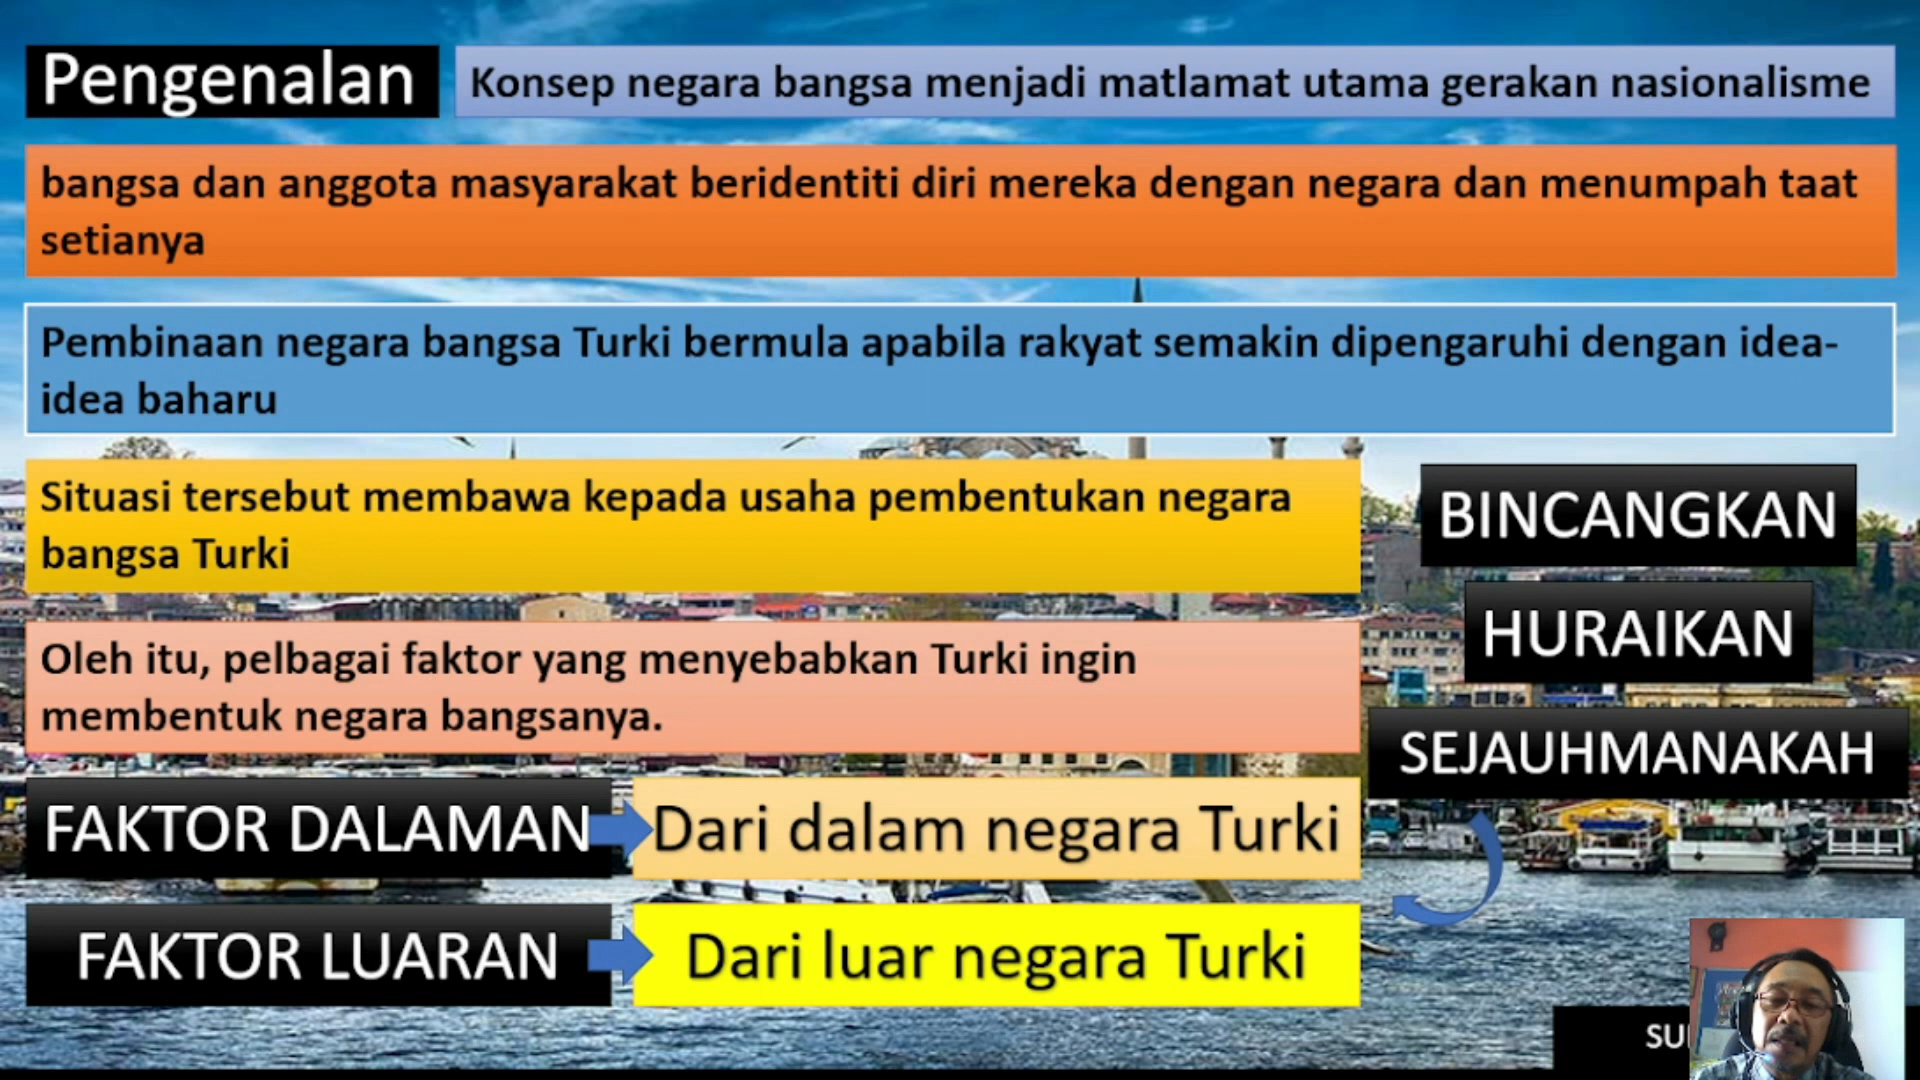 Pengenalan
Konsep negara bangsa menjadi matlamat utama gerakan nasionalisme
bangsa dan anggota masyarakat beridentiti diri mereka dengan negara dan menumpah taat
setianya
Pembinaan negara bangsa Turki bermula apabila rakyat semakin dipengaruhi dengan idea-
idea baharu
Situasi tersebut membawa kepada usaha pembentukan negara
bangsa Turki
Oleh itu, pelbagai faktor yang menyebabkan Turki ingin
membentuk negara bangsanya.
BINCANGKAN
HURAIKAN
SEJAUHMANAKAH
FAKTOR DALAMAN
Dari dalam negara Turki
FAKTOR LUARAN
Dari luar negara Turki